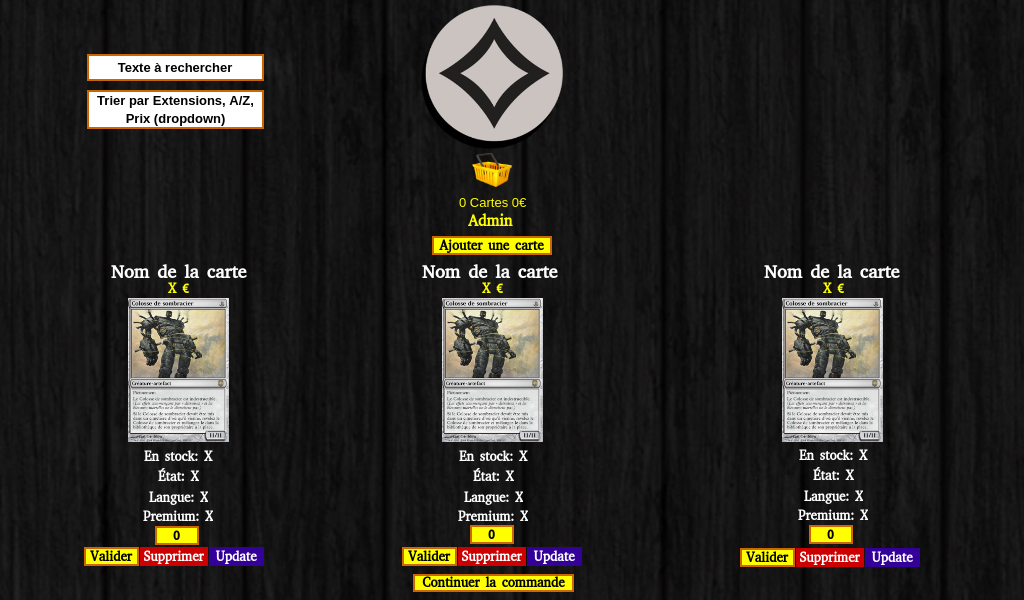 Texte à rechercher
Trier par Extensions, A/Z,
Prix (dropdown)
0 Cartes 0€
Admin
Ajouter une carte
Nom de la carte
X €
Colosse de sombracier
Créature-artefact
Piétinement
11/11
En stock: X
État: X
Langue: X
Premium: X
0
Valider Supprimer Update
Nom de la carte
X €
Colosse de sombracier
Créature-artefact
Piétinement
11/11
En stock: X
État: X
Langue: X
Premium: X
0
Valider Supprimer Update
Nom de la carte
X €
Colosse de sombracier
Créature-artefact
Piétinement
11/11
En stock: X
État: X
Langue: X
Premium: X
0
Valider Supprimer Update
Continuer la commande